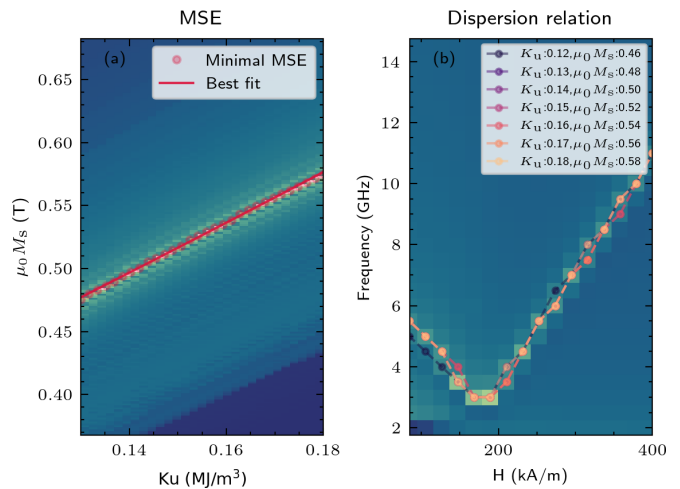 MSE
(a)
Minimal MSE
Best fit
0.65
0.60
0.55
0.50
0.45
0.40
μ₀Mₛ (T)
0.14
0.16
0.18
Ku (MJ/m³)
Dispersion relation
(b)
Kᵤ:0.12,μ₀Mₛ:0.46
Kᵤ:0.13,μ₀Mₛ:0.48
Kᵤ:0.14,μ₀Mₛ:0.50
Kᵤ:0.15,μ₀Mₛ:0.52
Kᵤ:0.16,μ₀Mₛ:0.54
Kᵤ:0.17,μ₀Mₛ:0.56
Kᵤ:0.18,μ₀Mₛ:0.58
14
12
10
8
6
4
2
Frequency (GHz)
200
400
H (kA/m)